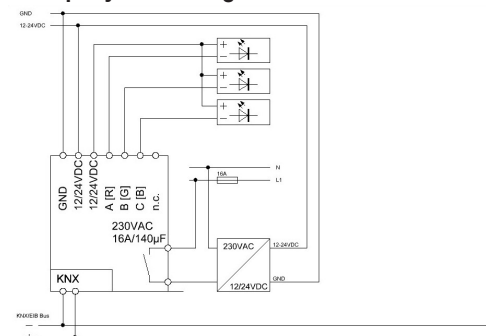 GND
12-24VDC
+
−
+
−
+
−
N
16A
L1
GND
12/24VDC
12/24VDC
A [R]
B [G]
C [B]
n.c.
230VAC
16A/140µF
230VAC
12/24VDC
12-24VDC
GND
KNX
KNX/EIB Bus